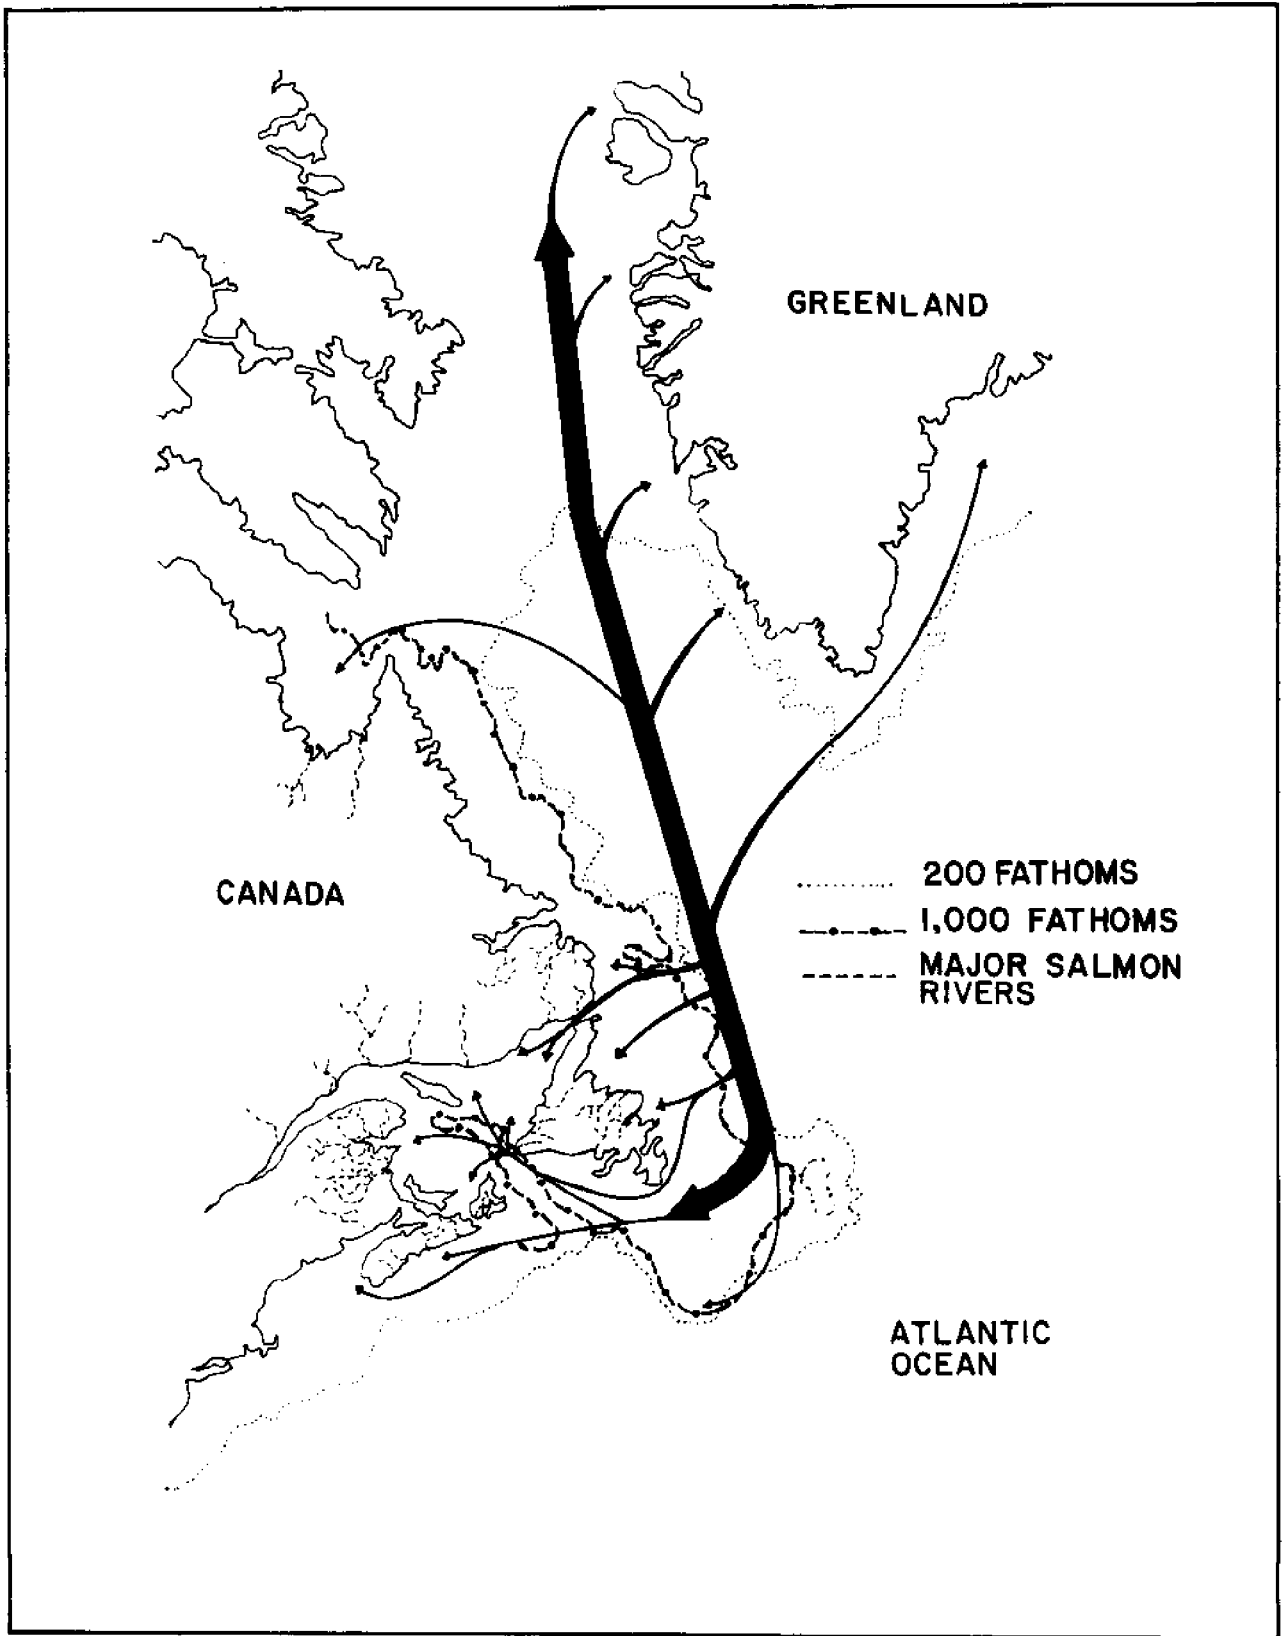 GREENLAND
CANADA
200 FATHOMS
1,000 FATHOMS
MAJOR SALMON
RIVERS
ATLANTIC
OCEAN